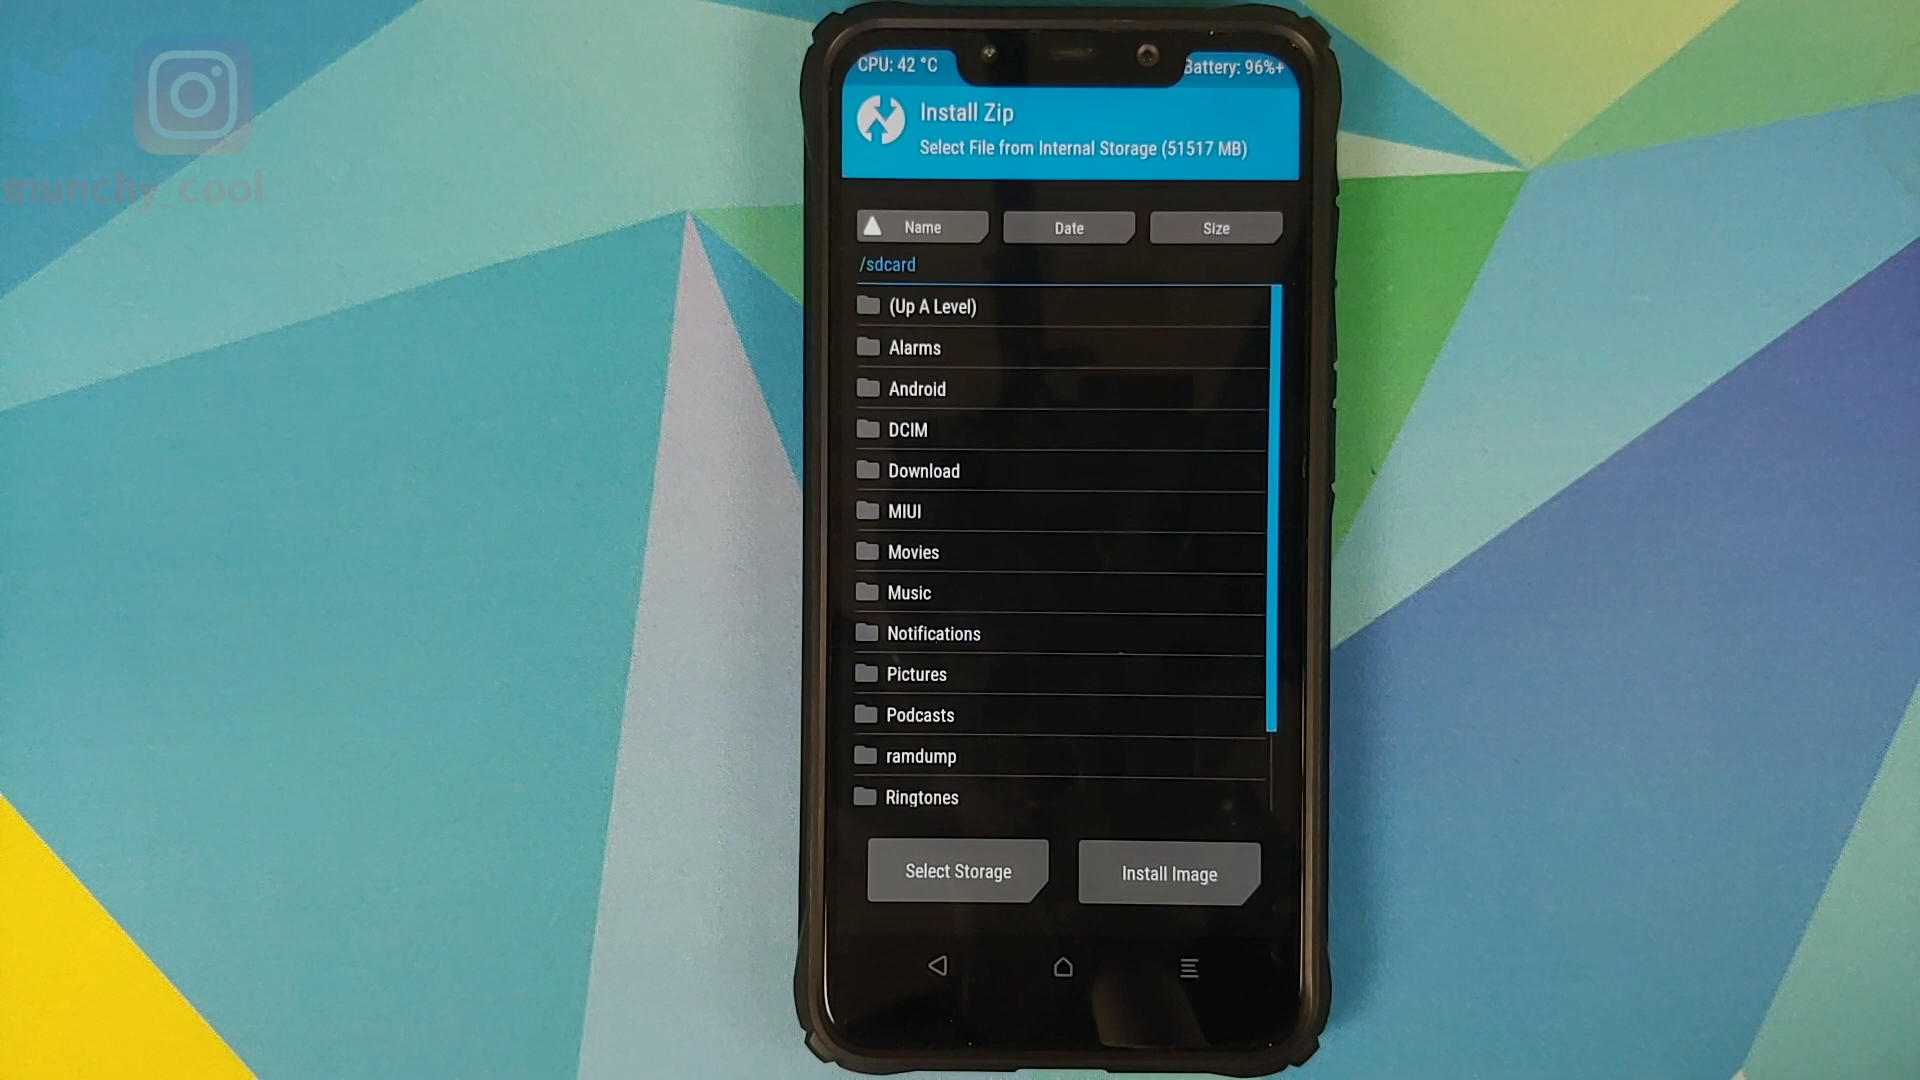 munchy_cool
CPU: 42 °C
Battery: 96%+
Install Zip
Select File from Internal Storage (51517 MB)
Name
Date
Size
/sdcard
(Up A Level)
Alarms
Android
DCIM
Download
MIUI
Movies
Music
Notifications
Pictures
Podcasts
ramdump
Ringtones
Select Storage
Install Image